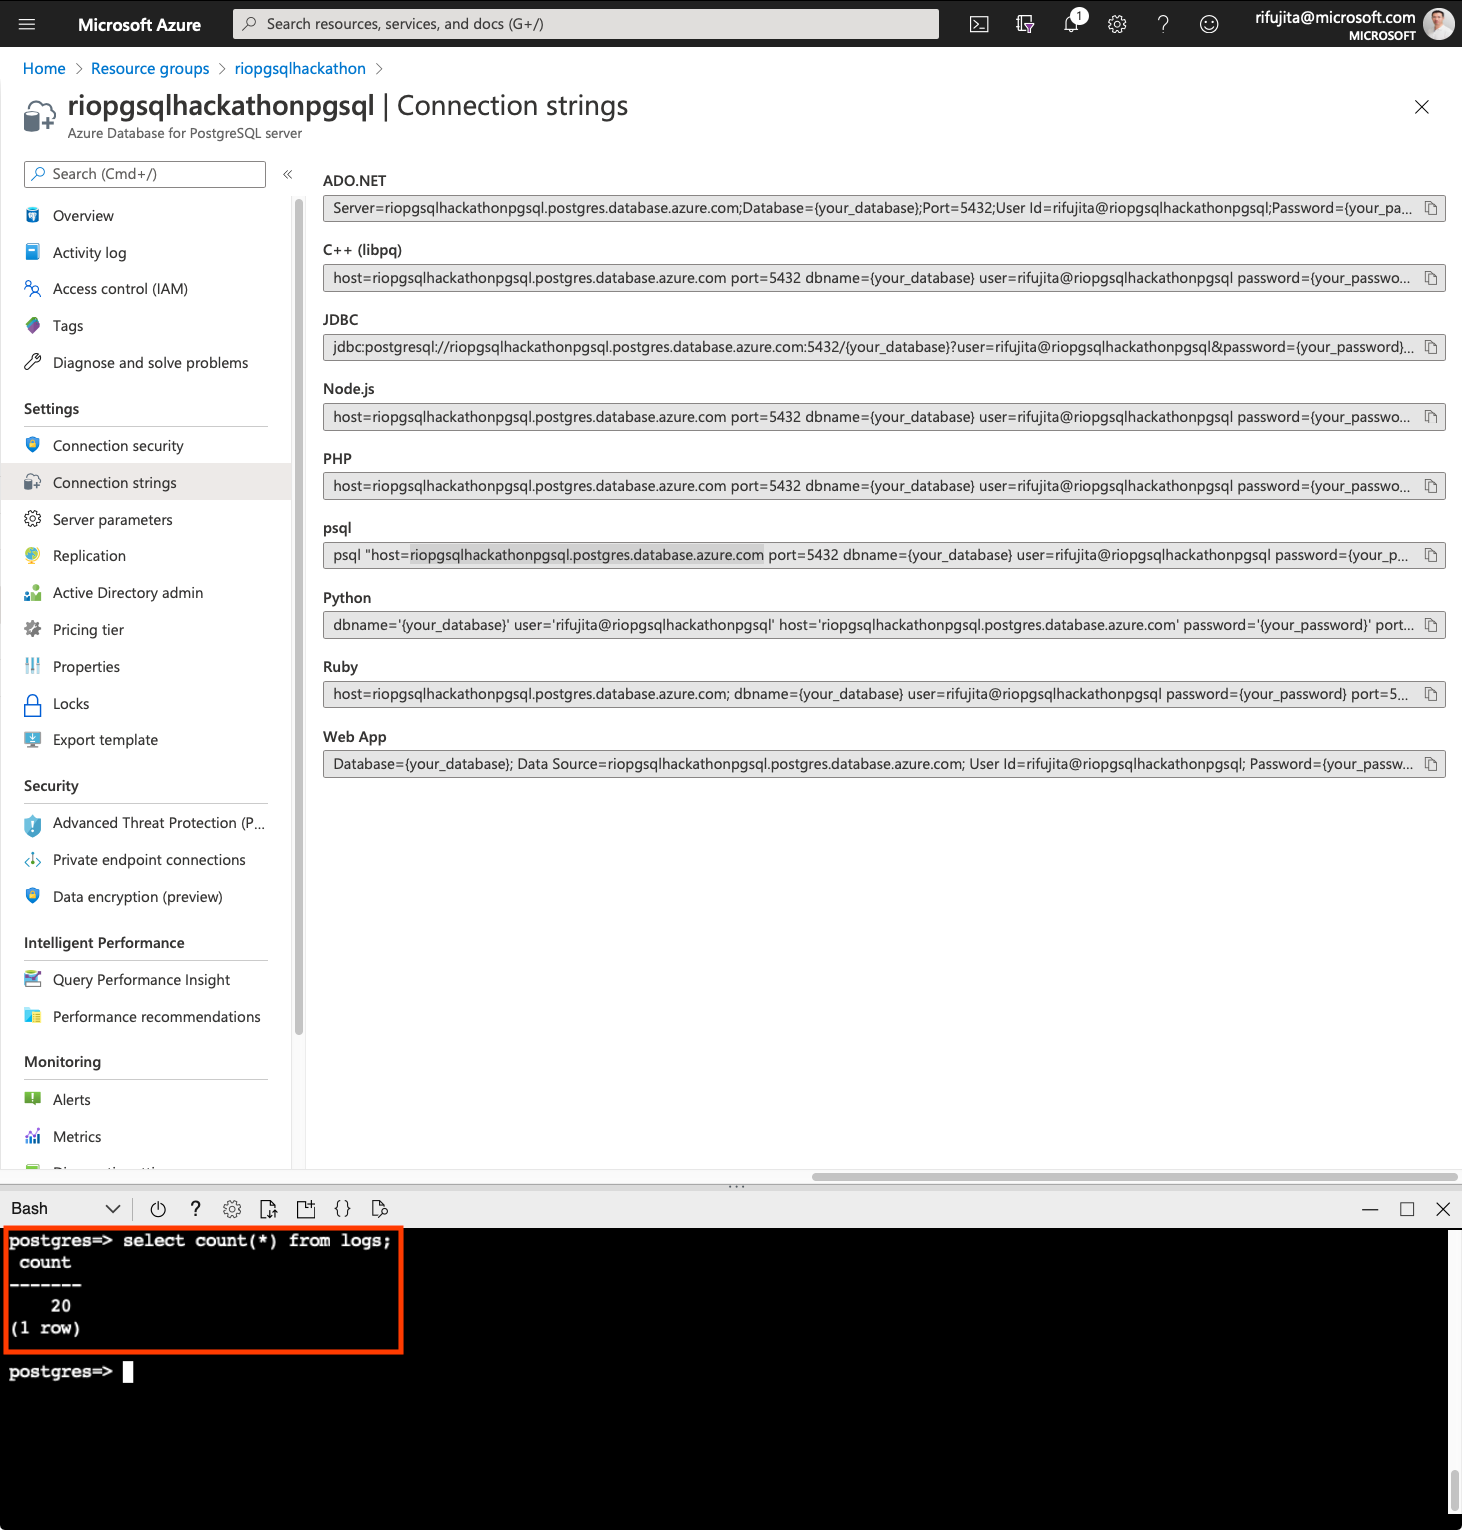 Microsoft Azure
Search resources, services, and docs (G+/)
1
rifujita@microsoft.com
MICROSOFT
Home > Resource groups > riopgsqlhackathon >
riopgsqlhackathonpgsql | Connection strings
Azure Database for PostgreSQL server
Search (Cmd+/)
«
Overview
Activity log
Access control (IAM)
Tags
Diagnose and solve problems
Settings
Connection security
Connection strings
Server parameters
Replication
Active Directory admin
Pricing tier
Properties
Locks
Export template
Security
Advanced Threat Protection (P...
Private endpoint connections
Data encryption (preview)
Intelligent Performance
Query Performance Insight
Performance recommendations
Monitoring
Alerts
Metrics
ADO.NET
Server=riopgsqlhackathonpgsql.postgres.database.azure.com;Database={your_database};Port=5432;User Id=rifujita@riopgsqlhackathonpgsql;Password={your_pa...
C++ (libpq)
host=riopgsqlhackathonpgsql.postgres.database.azure.com port=5432 dbname={your_database} user=rifujita@riopgsqlhackathonpgsql password={your_passwo...
JDBC
jdbc:postgresql://riopgsqlhackathonpgsql.postgres.database.azure.com:5432/{your_database}?user=rifujita@riopgsqlhackathonpgsql&password={your_password}...
Node.js
host=riopgsqlhackathonpgsql.postgres.database.azure.com port=5432 dbname={your_database} user=rifujita@riopgsqlhackathonpgsql password={your_passwo...
PHP
host=riopgsqlhackathonpgsql.postgres.database.azure.com port=5432 dbname={your_database} user=rifujita@riopgsqlhackathonpgsql password={your_passwo...
psql
psql "host=riopgsqlhackathonpgsql.postgres.database.azure.com port=5432 dbname={your_database} user=rifujita@riopgsqlhackathonpgsql password={your_p...
Python
dbname='{your_database}' user='rifujita@riopgsqlhackathonpgsql' host='riopgsqlhackathonpgsql.postgres.database.azure.com' password='{your_password}' port...
Ruby
host=riopgsqlhackathonpgsql.postgres.database.azure.com; dbname={your_database} user=rifujita@riopgsqlhackathonpgsql password={your_password} port=5...
Web App
Database={your_database}; Data Source=riopgsqlhackathonpgsql.postgres.database.azure.com; User Id=rifujita@riopgsqlhackathonpgsql; Password={your_passw...
Bash
postgres=> select count(*) from logs;
count
-------
20
(1 row)
postgres=>